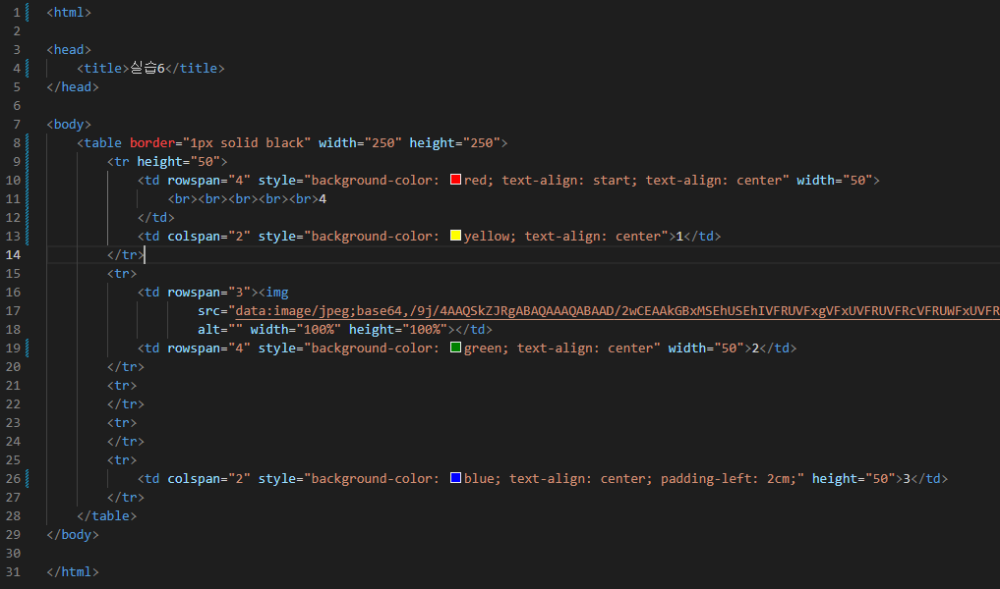 1 <html>
2
3 <head>
4 <title>실습6</title>
5 </head>
6
7 <body>
8 <table border="1px solid black" width="250" height="250">
9 <tr height="50">
10 <td rowspan="4" style="background-color: red; text-align: start; text-align: center" width="50">
11 <br><br><br><br><br>4
12 </td>
13 <td colspan="2" style="background-color: yellow; text-align: center">1</td>
14 </tr>
15 <tr>
16 <td rowspan="3"><img
17 src="data:image/jpeg;base64,/9j/4AAQSkZJRgABAQAAAQABAAD/2wCEAAkGBxMSEhUSEhIVFRUVFxgVFxUVFRUVFRcVFRUWFxUVFR
18 alt="" width="100%" height="100%"></td>
19 <td rowspan="4" style="background-color: green; text-align: center" width="50">2</td>
20 </tr>
21 <tr>
22 </tr>
23 <tr>
24 </tr>
25 <tr>
26 <td colspan="2" style="background-color: blue; text-align: center; padding-left: 2cm;" height="50">3</td>
27 </tr>
28 </table>
29 </body>
30
31 </html>